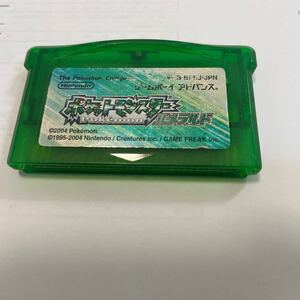 The Pokémon Compa
Nintendo
ゲームボーイ アドバンス
ポケットモンスター
Pokémon
エメラルド
©2004 Pokémon.
©1995-2004 Nintendo / Creatures inc. / GAME FREAK inc.